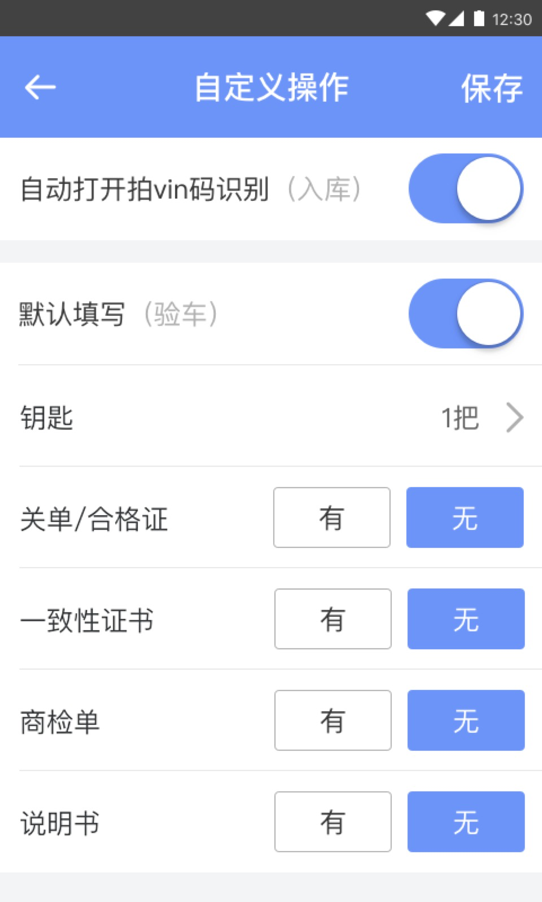 12:30
自定义操作 保存
自动打开拍vin码识别（入库）
默认填写（验车）
钥匙 1把
关单/合格证 有 无
一致性证书 有 无
商检单 有 无
说明书 有 无